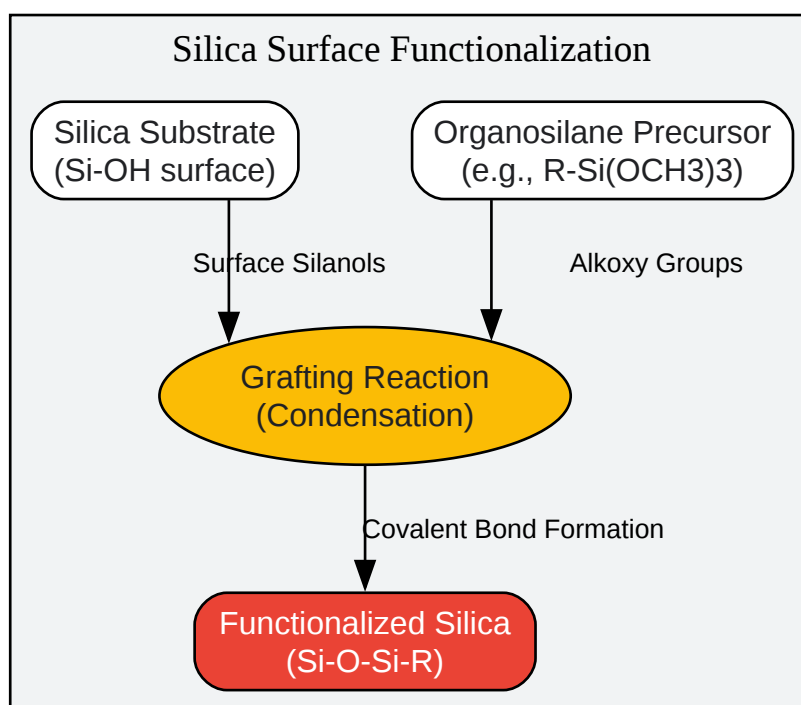 Silica Surface Functionalization
Silica Substrate
(Si-OH surface)
Organosilane Precursor
(e.g., R-Si(OCH3)3)
Surface Silanols
Alkoxy Groups
Grafting Reaction
(Condensation)
Covalent Bond Formation
Functionalized Silica
(Si-O-Si-R)